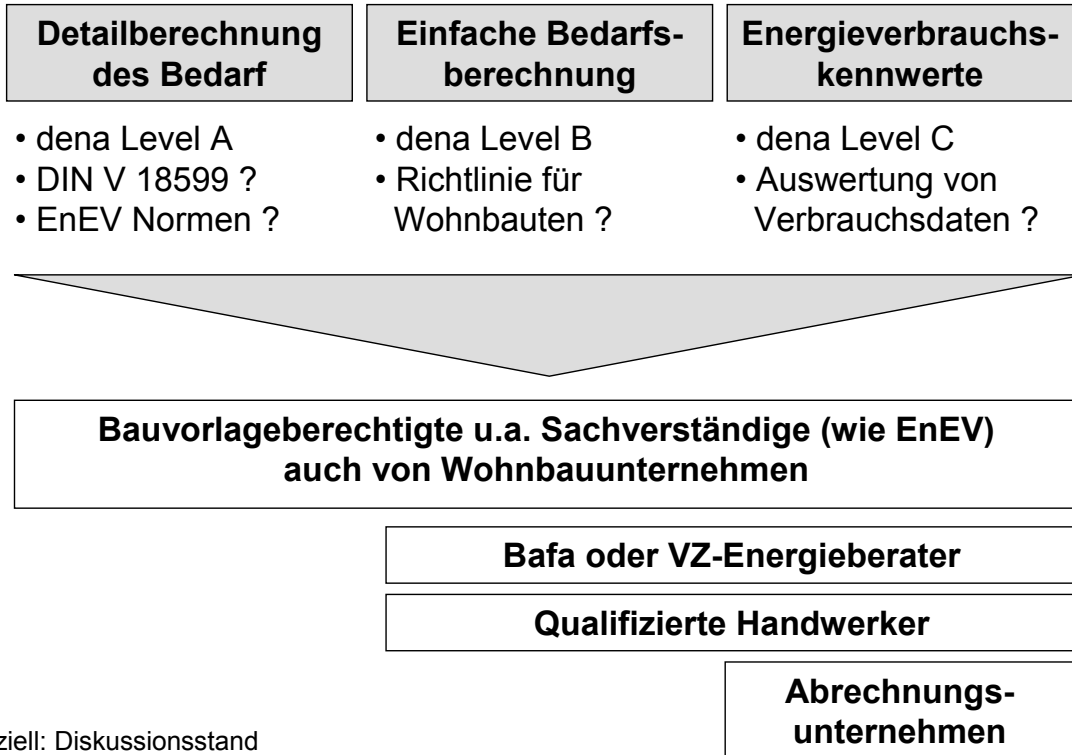 Detailberechnung
des Bedarf
Einfache Bedarfs-
berechnung
Energieverbrauchs-
kennwerte
• dena Level A
• DIN V 18599 ?
• EnEV Normen ?
• dena Level B
• Richtlinie für
Wohnbauten ?
• dena Level C
• Auswertung von
Verbrauchsdaten ?
Bauvorlageberechtigte u.a. Sachverständige (wie EnEV)
auch von Wohnbauunternehmen
Bafa oder VZ-Energieberater
Qualifizierte Handwerker
Abrechnungs-
unternehmen
ziell: Diskussionsstand